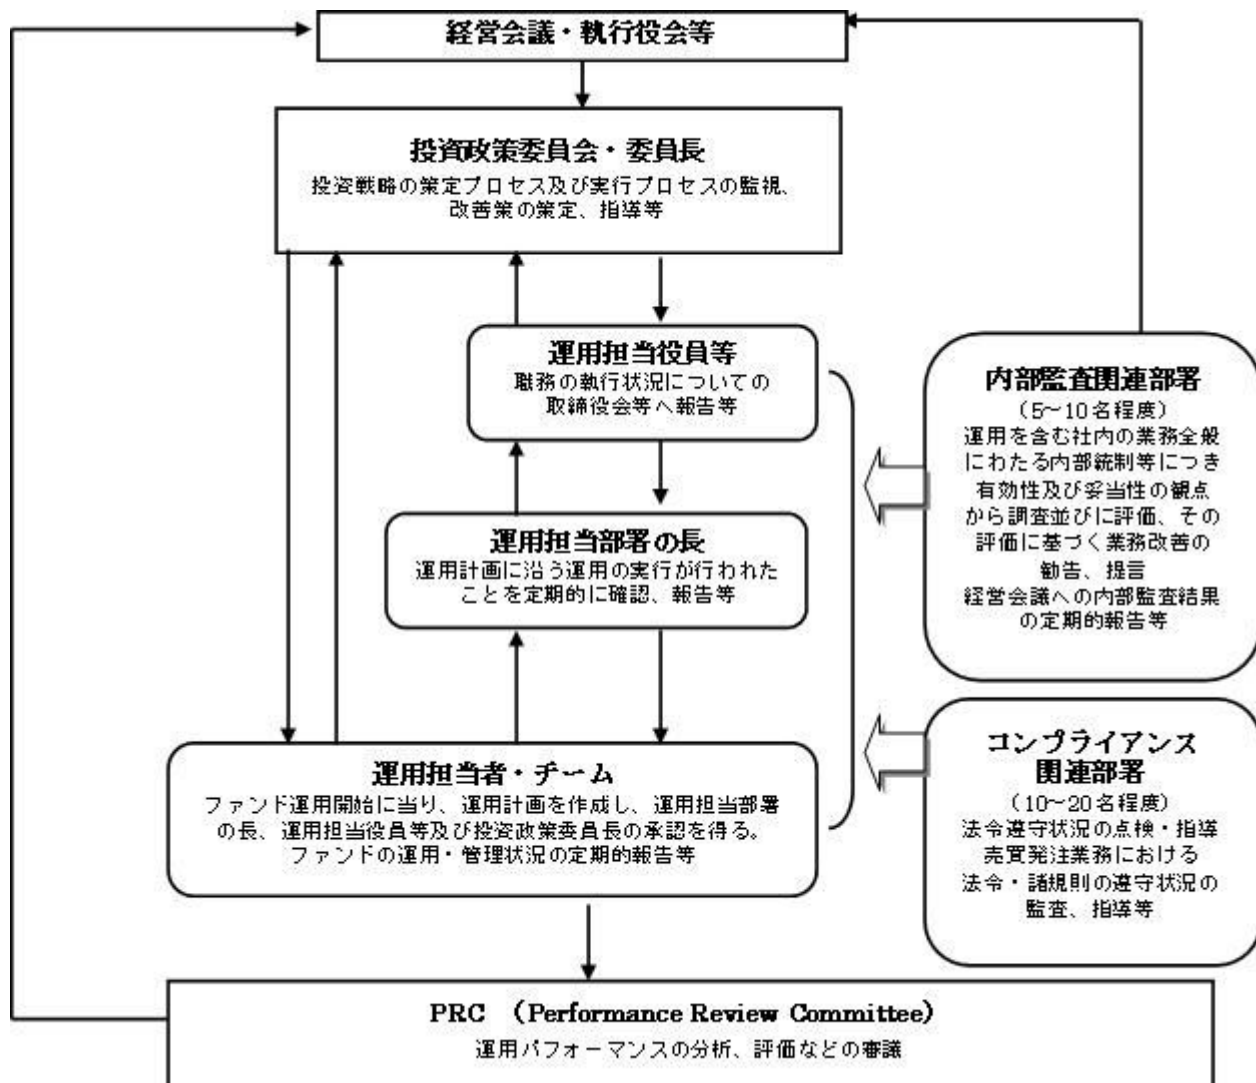 経営会議・執行役会等
投資政策委員会・委員長
投資戦略の策定プロセス及び実行プロセスの監視、
改善策の策定、指導等
運用担当役員等
職務の執行状況についての
取締役会等へ報告等
運用担当部署の長
運用計画に沿う運用の実行が行われた
ことを定期的に確認、報告等
運用担当者・チーム
ファンド運用開始に当り、運用計画を作成し、運用担当部署
の長、運用担当役員等及び投資政策委員長の承認を得る。
ファンドの運用・管理状況の定期的報告等
内部監査関連部署
（5～10名程度）
運用を含む社内の業務全般
にわたる内部統制等につき
有効性及び妥当性の観点
から調査並びに評価、その
評価に基づく業務改善の
勧告、提言
経営会議への内部監査結果
の定期的報告等
コンプライアンス
関連部署
（10～20名程度）
法令遵守状況の点検・指導
売買発注業務における
法令・諸規則の遵守状況の
監査、指導等
PRC （Performance Review Committee）
運用パフォーマンスの分析、評価などの審議